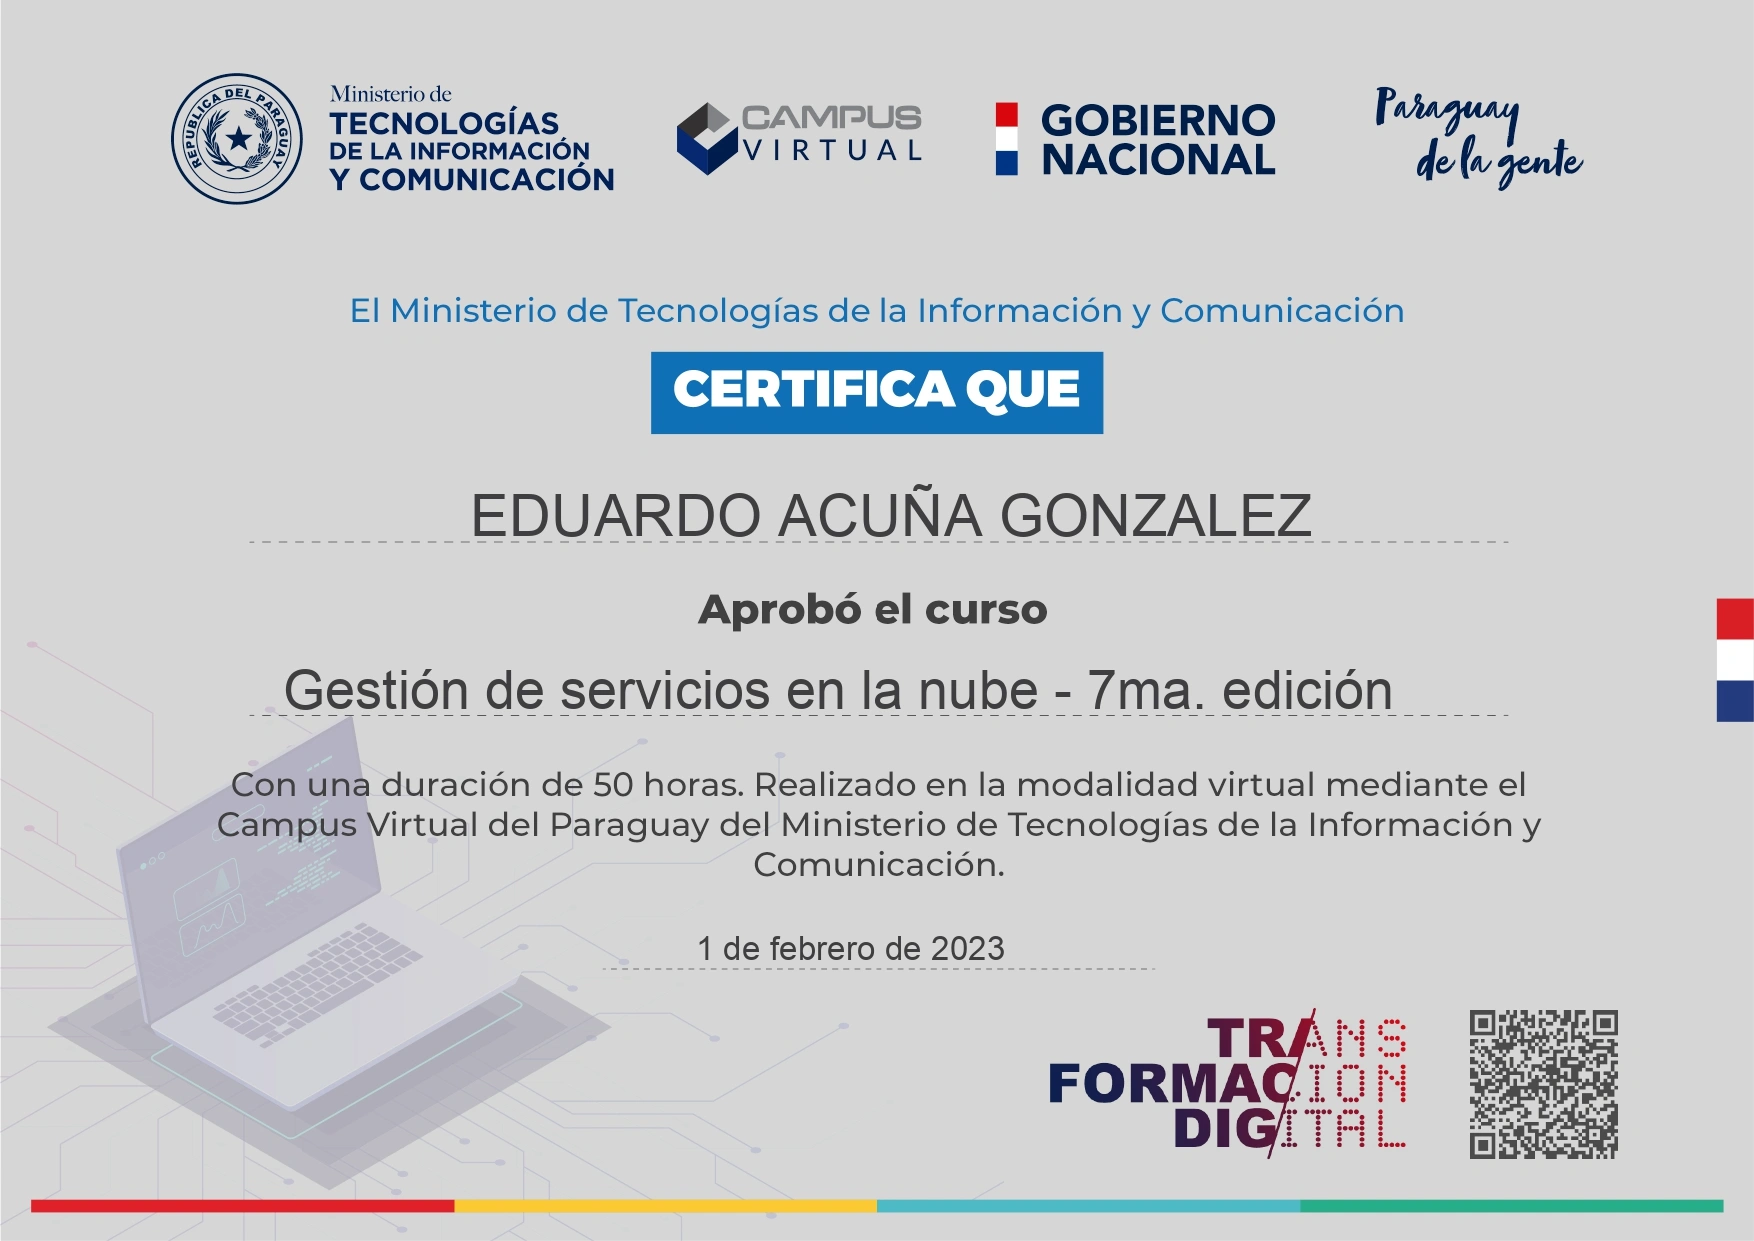 REPUBLICA DEL PARAGUAY
Ministerio de
TECNOLOGÍAS
DE LA INFORMACIÓN
Y COMUNICACIÓN
CAMPUS
VIRTUAL
GOBIERNO
NACIONAL
Paraguay
de la gente
El Ministerio de Tecnologías de la Información y Comunicación
CERTIFICA QUE
EDUARDO ACUÑA GONZALEZ
Aprobó el curso
Gestión de servicios en la nube - 7ma. edición
Con una duración de 50 horas. Realizado en la modalidad virtual mediante el
Campus Virtual del Paraguay del Ministerio de Tecnologías de la Información y
Comunicación.
1 de febrero de 2023
TRANS
FORMACION
DIGITAL